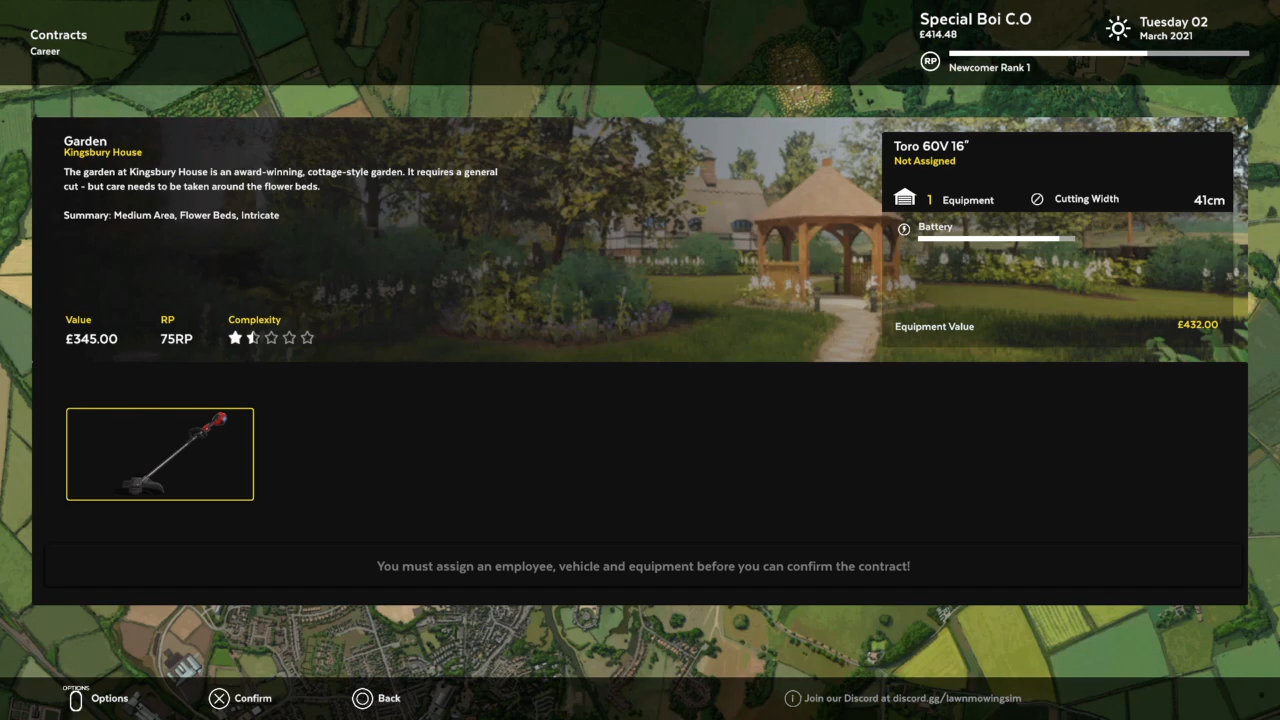 Contracts
Career
Special Boi C.O
£414.48
Tuesday 02
March 2021
RP
Newcomer Rank 1
Garden
Kingsbury House
The garden at Kingsbury House is an award-winning, cottage-style garden. It requires a general
cut - but care needs to be taken around the flower beds.
Summary: Medium Area, Flower Beds, Intricate
Value
RP
Complexity
£345.00
75RP
Toro 60V 16"
Not Assigned
1 Equipment
Cutting Width
41cm
Battery
Equipment Value
£432.00
You must assign an employee, vehicle and equipment before you can confirm the contract!
OPTIONS
Options
Confirm
Back
Join our Discord at discord.gg/lawnmowingsim